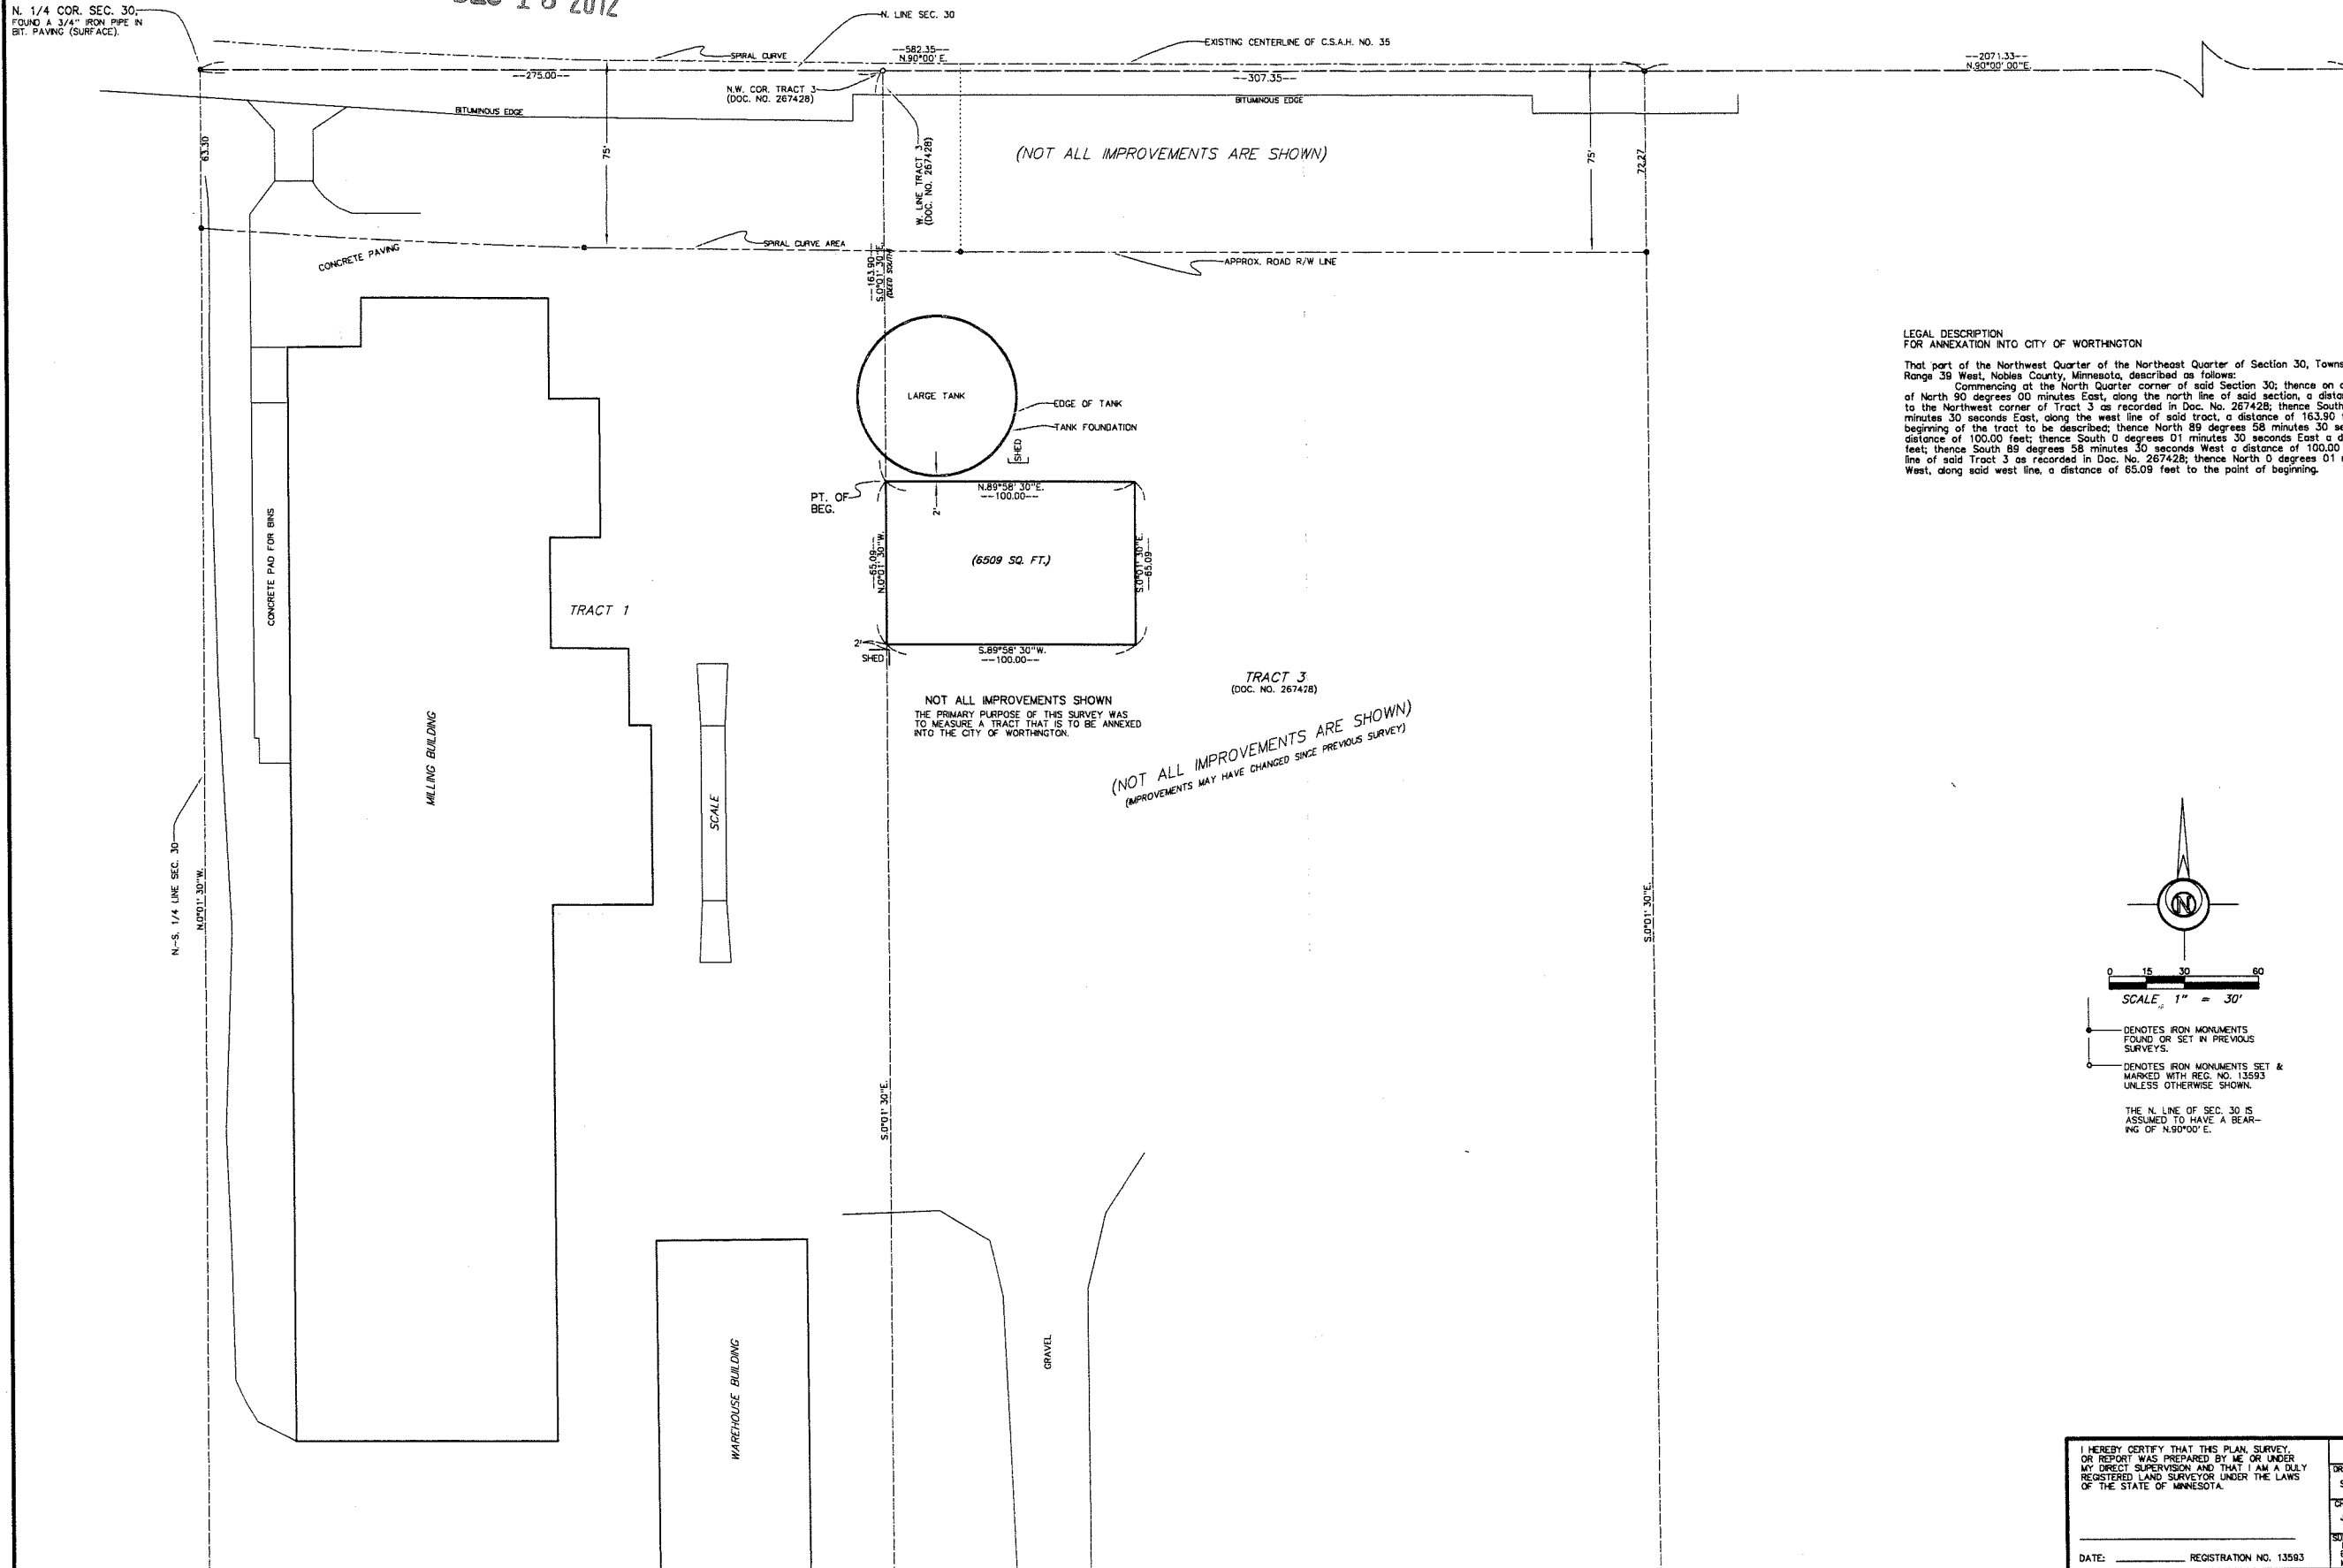 N. 1/4 COR. SEC. 30,
FOUND A 3/4" IRON PIPE IN
BIT. PAVING (SURFACE).
2012
N. LINE SEC. 30
SPIRAL CURVE
--582.35--
N.90°00' E.
EXISTING CENTERLINE OF C.S.A.H. NO. 35
--2071.33--
N.90°00' 00"E.
--275.00--
--307.35--
N.W. COR. TRACT 3
(DOC. NO. 267428)
BITUMINOUS EDGE
BITUMINOUS EDGE
63.30
75'
W. LINE TRACT 3
(DOC. NO. 267428)
(NOT ALL IMPROVEMENTS ARE SHOWN)
75'
72.27
CONCRETE PAVING
SPIRAL CURVE AREA
--163.90--
S.0°01' 30"E.
(DEED SOUTH)
APPROX. ROAD R/W LINE
LARGE TANK
EDGE OF TANK
TANK FOUNDATION
SHED
LEGAL DESCRIPTION
FOR ANNEXATION INTO CITY OF WORTHINGTON
That part of the Northwest Quarter of the Northeast Quarter of Section 30, Towns
Range 39 West, Nobles County, Minnesota, described as follows:
Commencing at the North Quarter corner of said Section 30; thence on a
of North 90 degrees 00 minutes East, along the north line of said section, a dista
to the Northwest corner of Tract 3 as recorded in Doc. No. 267428; thence South
minutes 30 seconds East, along the west line of said tract, a distance of 163.90
beginning of the tract to be described; thence North 89 degrees 58 minutes 30 se
distance of 100.00 feet; thence South 0 degrees 01 minutes 30 seconds East a d
feet; thence South 89 degrees 58 minutes 30 seconds West a distance of 100.00
line of said Tract 3 as recorded in Doc. No. 267428; thence North 0 degrees 01
West, along said west line, a distance of 65.09 feet to the point of beginning.
PT. OF
BEG.
N.89°58' 30"E.
--100.00--
2'
--65.09--
N.0°01' 30"W.
(6509 SQ. FT.)
S.0°01' 30"E.
--65.09--
CONCRETE PAD FOR BINS
TRACT 1
2'
SHED
S.89°58' 30"W.
--100.00--
TRACT 3
(DOC. NO. 267428)
NOT ALL IMPROVEMENTS SHOWN
THE PRIMARY PURPOSE OF THIS SURVEY WAS
TO MEASURE A TRACT THAT IS TO BE ANNEXED
INTO THE CITY OF WORTHINGTON.
(NOT ALL IMPROVEMENTS ARE SHOWN)
(IMPROVEMENTS MAY HAVE CHANGED SINCE PREVIOUS SURVEY)
MILLING BUILDING
SCALE
N.-S. 1/4 LINE SEC. 30
N.0°01' 30"W.
S.0°01' 30"E.
S.0°01' 30"E.
N
0 15 30 60
SCALE 1" = 30'
DENOTES IRON MONUMENTS
FOUND OR SET IN PREVIOUS
SURVEYS.
DENOTES IRON MONUMENTS SET &
MARKED WITH REG. NO. 13593
UNLESS OTHERWISE SHOWN.
THE N. LINE OF SEC. 30 IS
ASSUMED TO HAVE A BEAR-
ING OF N.90°00' E.
WAREHOUSE BUILDING
GRAVEL
I HEREBY CERTIFY THAT THIS PLAN, SURVEY,
OR REPORT WAS PREPARED BY ME OR UNDER
MY DIRECT SUPERVISION AND THAT I AM A DULY
REGISTERED LAND SURVEYOR UNDER THE LAWS
OF THE STATE OF MINNESOTA.
DATE: REGISTRATION NO. 13593